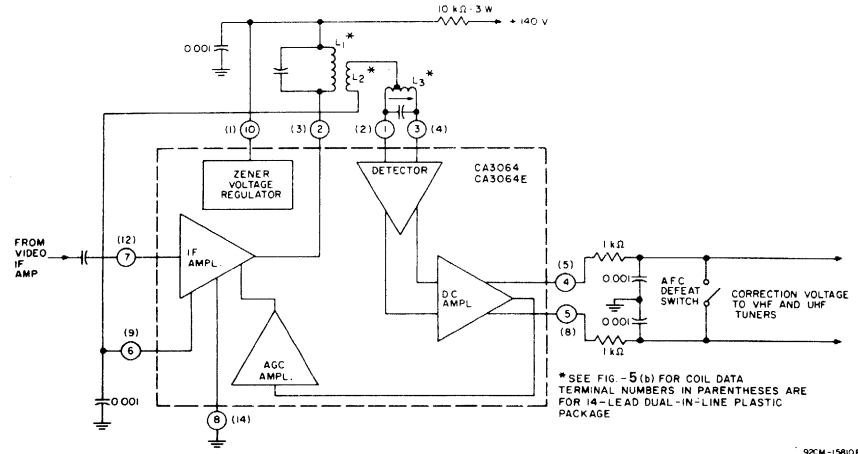 10 kΩ-3 W
+ 140 V
0.001
L1*
L2*
L3*
(1) 10
(3) 2
(2) 1
3 (4)
ZENER
VOLTAGE
REGULATOR
DETECTOR
CA3064
CA3064E
FROM
VIDEO
IF
AMP
(12)
7
IF
AMPL.
(9)
6
0.001
AGC
AMPL.
8 (14)
DC
AMPL
(5)
4
5
(8)
1 kΩ
0.001
0.001
1kΩ
A.F.C
DEFEAT
SWITCH
CORRECTION VOLTAGE
TO VHF AND UHF
TUNERS
*SEE FIG.-5(b) FOR COIL DATA
TERMINAL NUMBERS IN PARENTHESES ARE
FOR 14-LEAD DUAL-IN-LINE PLASTIC
PACKAGE